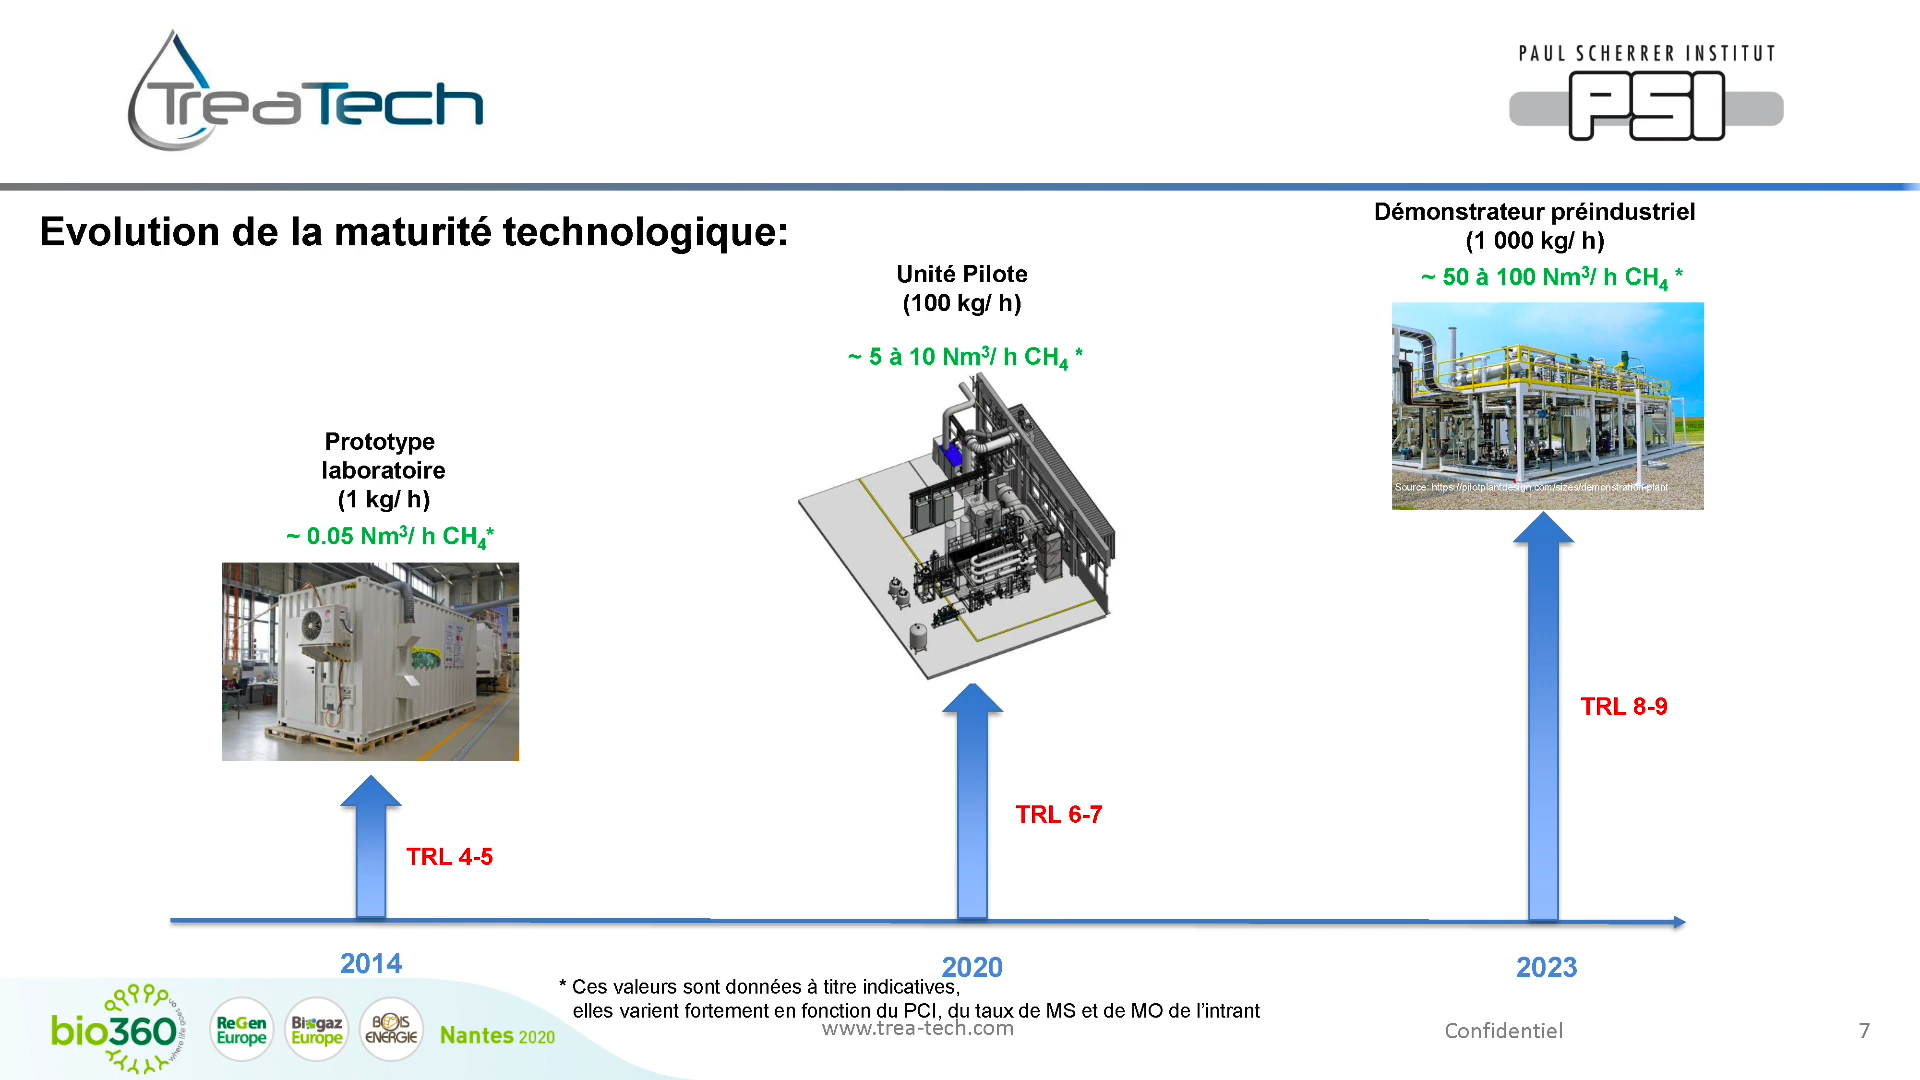 TreaTech
PAUL SCHERRER INSTITUT
PSI
Evolution de la maturité technologique:
Démonstrateur préindustriel
(1 000 kg/ h)
~ 50 à 100 Nm³/ h CH₄ *
Source: https://pilotplantdesign.com/sizes/demonstration-plant
Unité Pilote
(100 kg/ h)
~ 5 à 10 Nm³/ h CH₄ *
Prototype
laboratoire
(1 kg/ h)
~ 0.05 Nm³/ h CH₄*
TRL 4-5
TRL 6-7
TRL 8-9
2014
2020
2023
* Ces valeurs sont données à titre indicatives,
elles varient fortement en fonction du PCI, du taux de MS et de MO de l’intrant
bio360
where life goes on
ReGen
Europe
Biogaz
Europe
BOIS
ENERGIE
Nantes 2020
www.trea-tech.com
Confidentiel
7